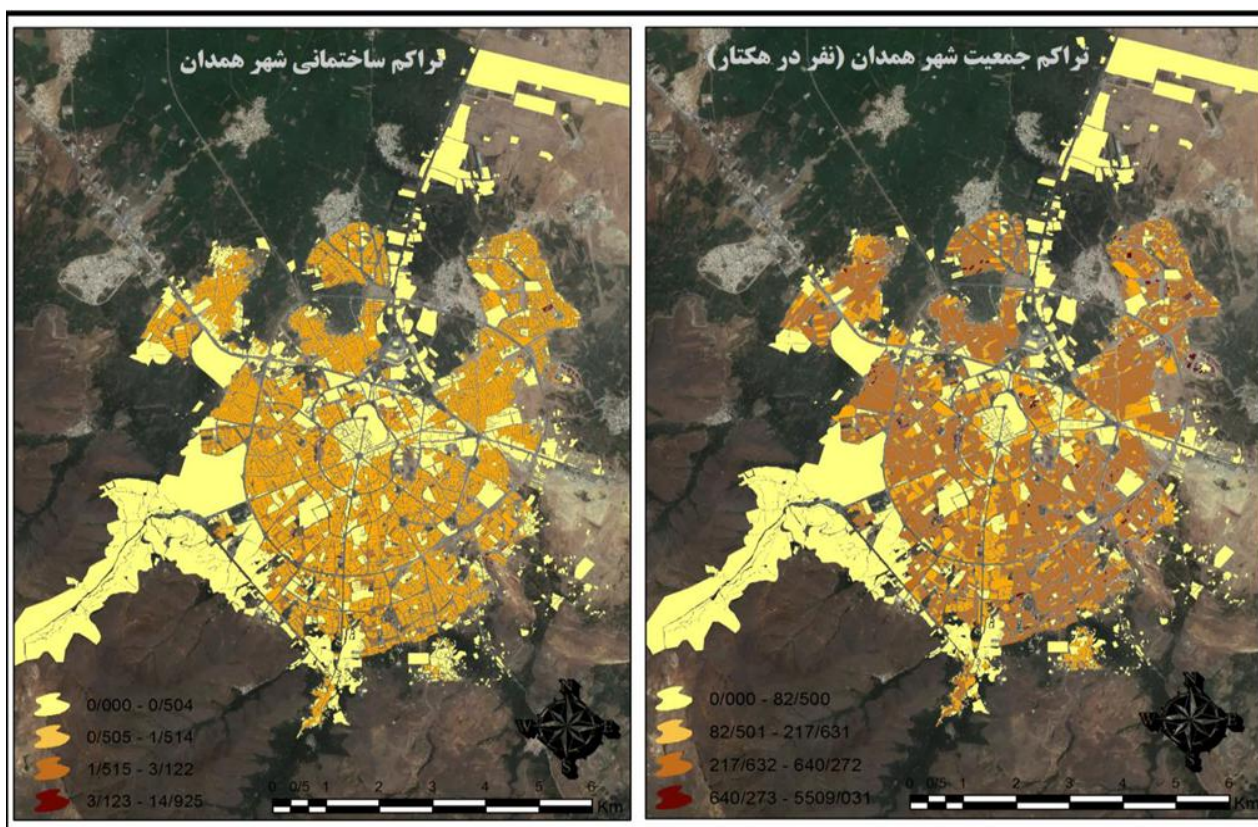 تراکم ساختمانی شهر همدان
0/000 - 0/504
0/505 - 1/514
1/515 - 3/122
3/123 - 14/925
0 0/5 1 2 3 4 5 6
Km
تراکم جمعیت شهر همدان (نفر در هکتار)
0/000 - 82/500
82/501 - 217/631
217/632 - 640/272
640/273 - 5509/031
0 0/5 1 2 3 4 5 6
Km